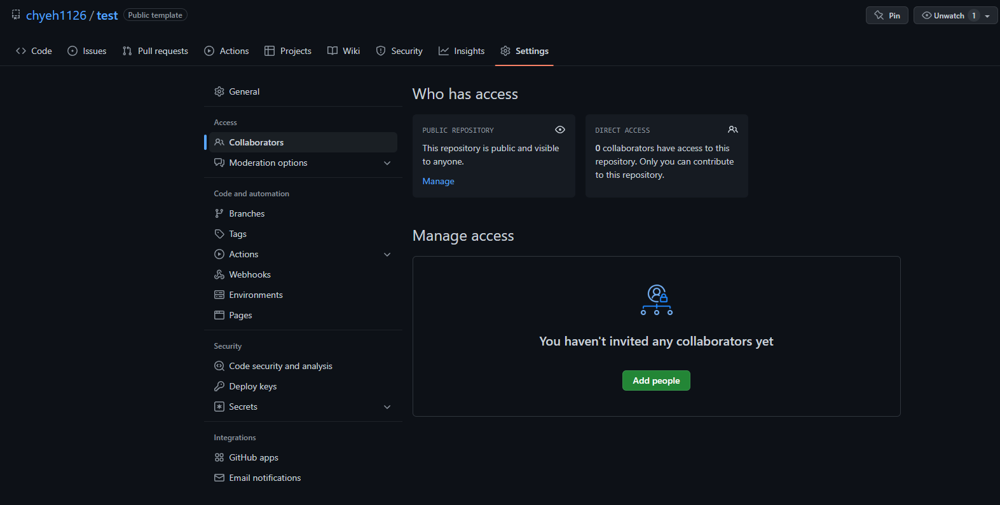 chyeh1126 / test Public template
Pin
Unwatch 1
Code Issues Pull requests Actions Projects Wiki Security Insights Settings
General
Access
Collaborators
Moderation options
Code and automation
Branches
Tags
Actions
Webhooks
Environments
Pages
Security
Code security and analysis
Deploy keys
Secrets
Integrations
GitHub apps
Email notifications
Who has access
PUBLIC REPOSITORY
This repository is public and visible
to anyone.
Manage
DIRECT ACCESS
0 collaborators have access to this
repository. Only you can contribute
to this repository.
Manage access
You haven't invited any collaborators yet
Add people